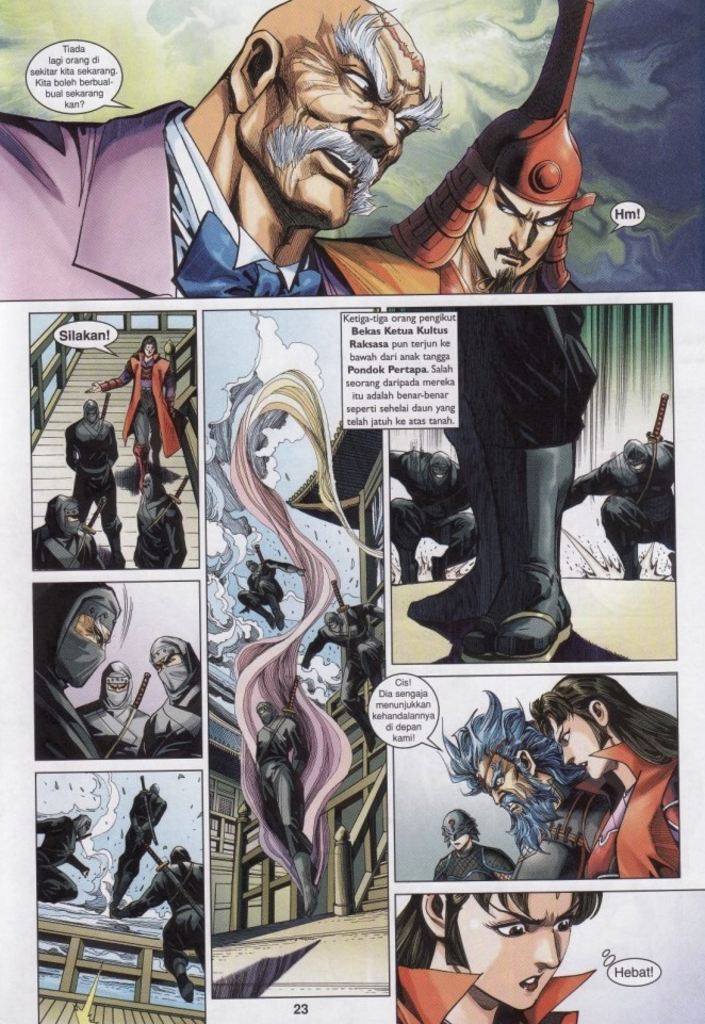 Tiada
lagi orang di
sekitar kita sekarang.
Kita boleh berbual-
bual sekarang
kan?
Hm!
Silakan!
Ketiga-tiga orang pengikut
Bekas Ketua Kultus
Raksasa pun terjun ke
bawah dari anak tangga
Pondok Pertapa. Salah
seorang daripada mereka
itu adalah benar-benar
seperti sehelai daun yang
telah jatuh ke atas tanah.
Cis!
Dia sengaja
menunjukkan
kehandalannya
di depan
kami!
Hebat!
23